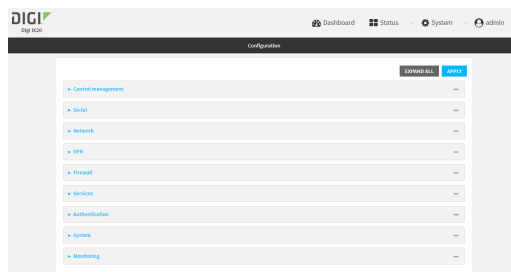 DIGI
Digi IX20
Dashboard Status System admin
Configuration
EXPAND ALL APPLY
Central management
Serial
Network
VPN
Firewall
Services
Authentication
System
Monitoring